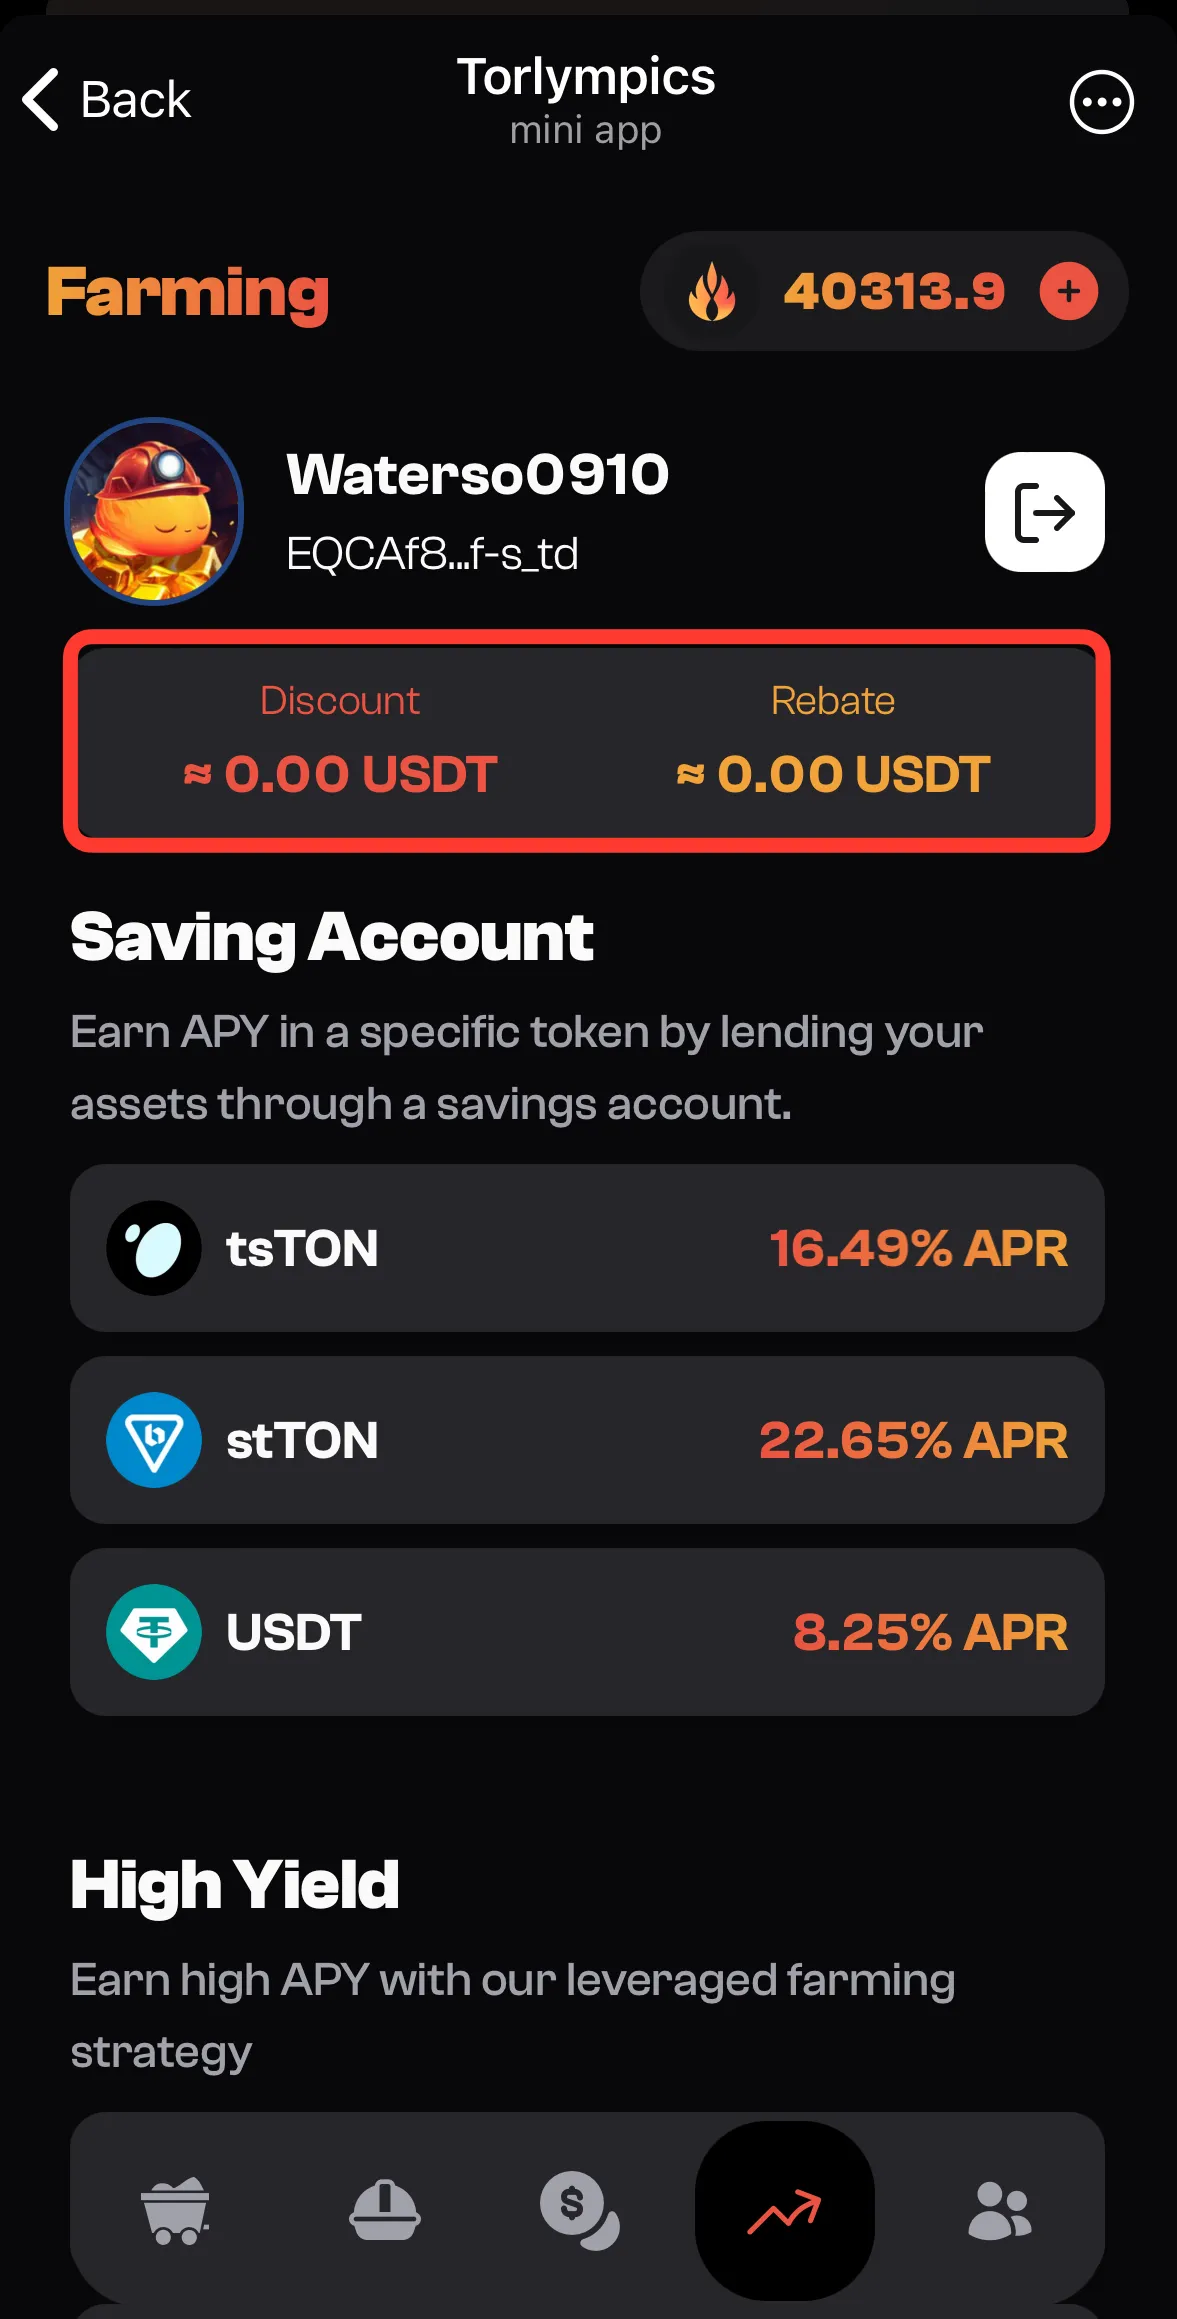 Back
Torlympics
mini app
Farming
40313.9
Waterso0910
EQCAf8...f-s_td
Discount
Rebate
≈ 0.00 USDT
≈ 0.00 USDT
Saving Account
Earn APY in a specific token by lending your
assets through a savings account.
tsTON
16.49% APR
stTON
22.65% APR
USDT
8.25% APR
High Yield
Earn high APY with our leveraged farming
strategy